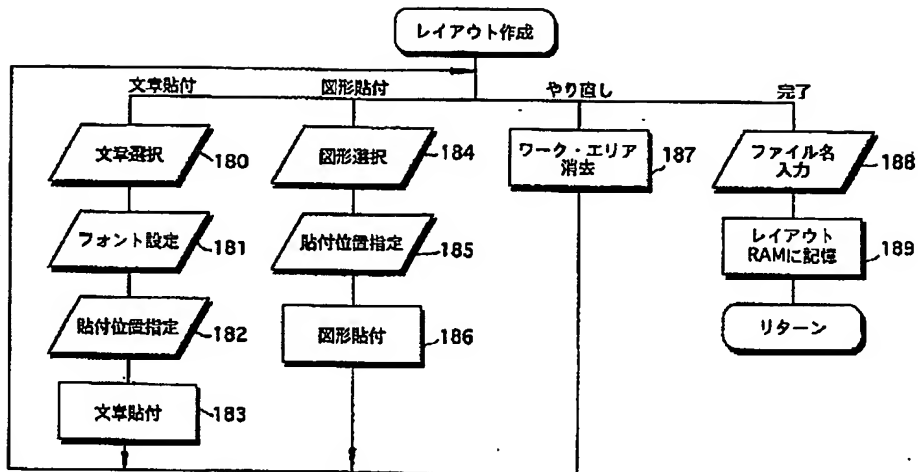 レイアウト作成
文章貼付
図形貼付
やり直し
完了
文章選択
180
図形選択
184
ワーク・エリア
消去
187
ファイル名
入力
188
フォント設定
181
貼付位置指定
185
レイアウト
RAMに記憶
189
貼付位置指定
182
図形貼付
186
リターン
文章貼付
183